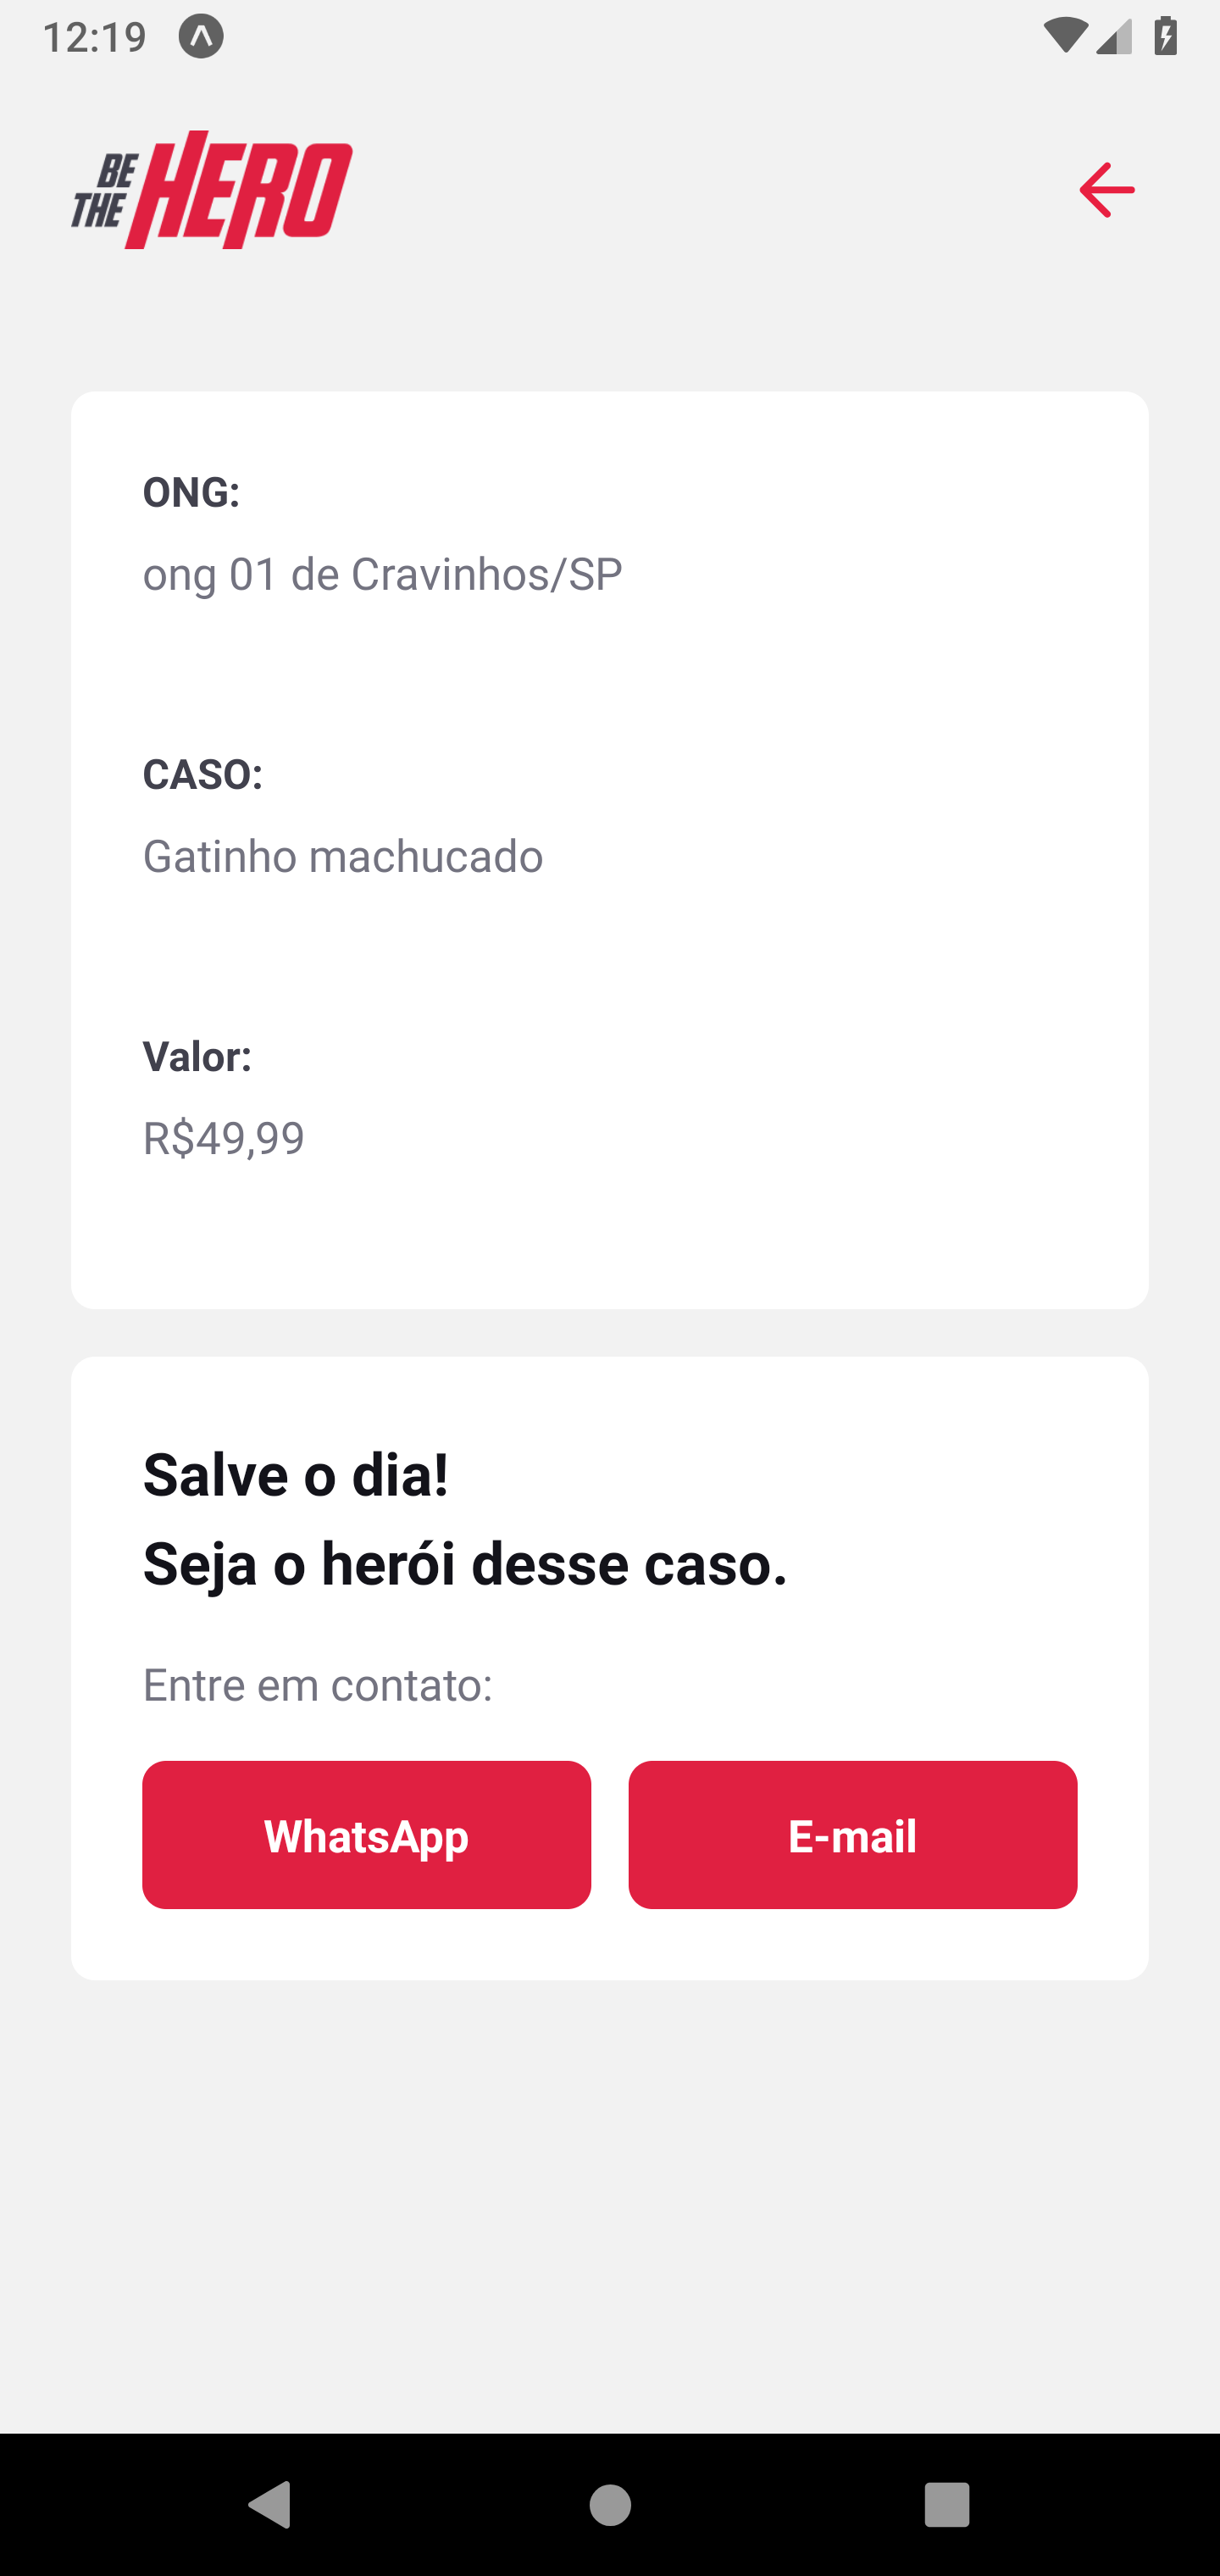 12:19
BE
THE HERO
ONG:
ong 01 de Cravinhos/SP
CASO:
Gatinho machucado
Valor:
R$49,99
Salve o dia!
Seja o herói desse caso.
Entre em contato:
WhatsApp E-mail